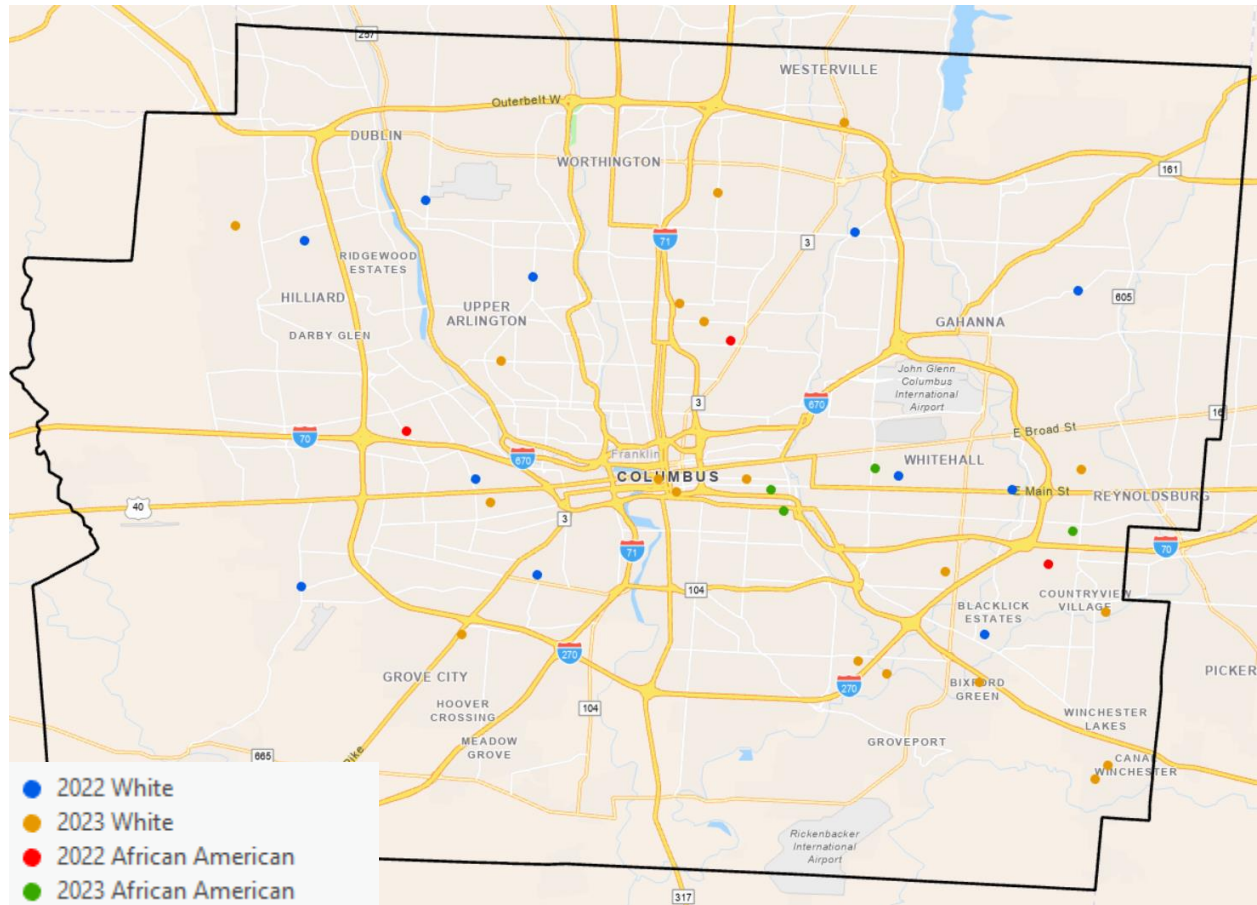 257
WESTERVILLE
Outerbelt W
DUBLIN
WORTHINGTON
161
71
3
RIDGEWOOD
ESTATES
HILLIARD
UPPER
ARLINGTON
605
GAHANNA
DARBY GLEN
John Glenn
Columbus
International
Airport
3
670
16
E Broad St
70
Franklin
670
WHITEHALL
COLUMBUS
E Main St
REYNOLDSBURG
40
3
71
70
104
COUNTRYVIEW
VILLAGE
BLACKLICK
ESTATES
270
GROVE CITY
270
PICKER
BIXFORD
GREEN
HOOVER
CROSSING
104
WINCHESTER
LAKES
MEADOW
GROVE
GROVEPORT
665
Pike
CANAL
WINCHESTER
2022 White
2023 White
2022 African American
2023 African American
Rickenbacker
International
Airport
317